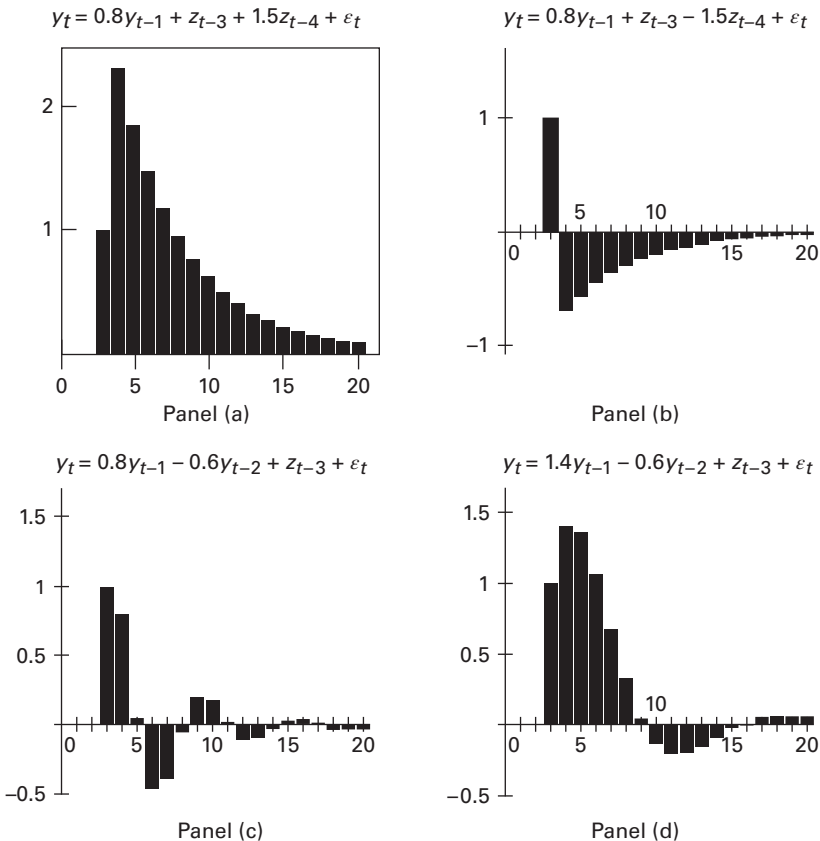 yt = 0.8yt–1 + zt–3 + 1.5zt–4 + εt
2
1
0 5 10 15 20
Panel (a)
yt = 0.8yt–1 + zt–3 – 1.5zt–4 + εt
1
5 10
0 15 20
–1
Panel (b)
yt = 0.8yt–1 – 0.6yt–2 + zt–3 + εt
1.5
1
0.5
0 5 10 15 20
–0.5
Panel (c)
yt = 1.4yt–1 – 0.6yt–2 + zt–3 + εt
1.5
1
0.5
10
0 5 15 20
–0.5
Panel (d)